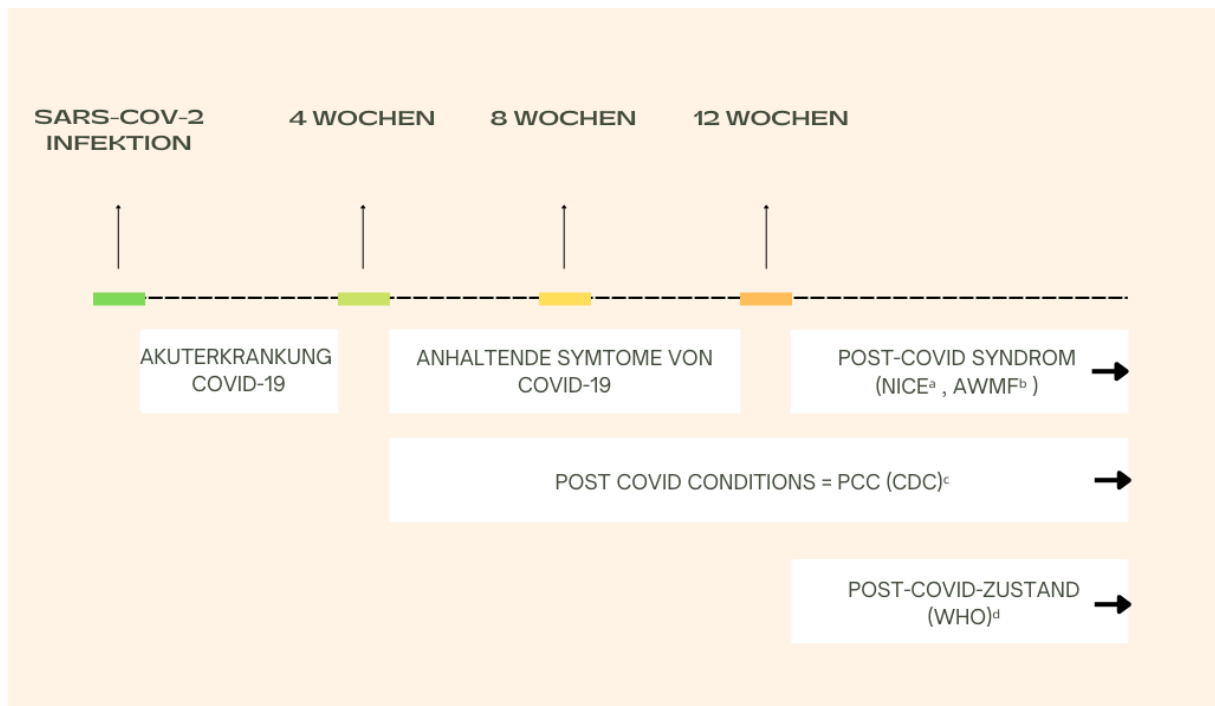 SARS-COV-2
INFEKTION
4 WOCHEN
8 WOCHEN
12 WOCHEN
AKUTERKRANKUNG
COVID-19
ANHALTENDE SYMTOME VON
COVID-19
POST-COVID SYNDROM
(NICEᵃ , AWMFᵇ )
POST COVID CONDITIONS = PCC (CDC)ᶜ
POST-COVID-ZUSTAND
(WHO)ᵈ